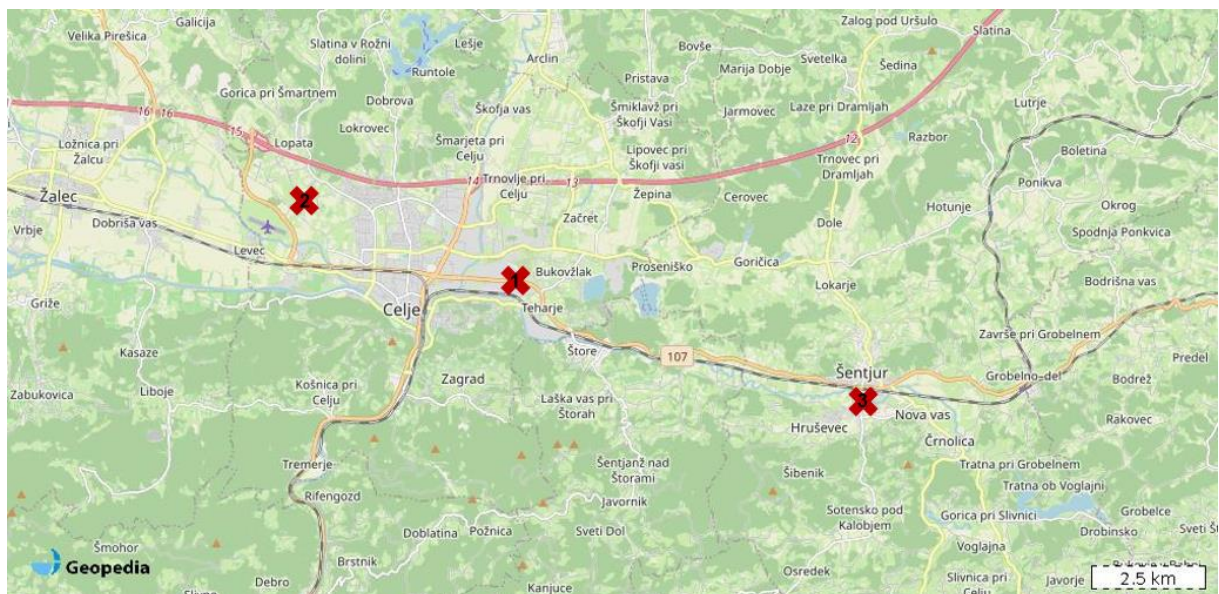 Galicija
Zalog pod Uršulo
Velika Pirešica
Slatina v Rožni
dolini
Lešje
Slatina
Arclin
Bovše
Svetelka
Marija Dobje
Šedina
Runtole
Pristava
Gorica pri Šmartnem
Dobrova
Škofja vas
Šmiklavž pri
Škofji Vasi
Jarmovec
Laze pri Dramljah
Lutrje
16
16
15
Lopata
Lokrovec
Šmarjeta pri
Celju
Lipovec pri
Škofji vasi
12
Razbor
Boletina
Ložnica pri
Žalcu
Trnovec pri
Dramljah
14
Trnovlje pri
Celju
13
Ponikva
Žalec
2
Žepina
Cerovec
Hotunje
Okrog
Vrbje
Dobriša vas
Začret
Dole
Spodnja Ponkvica
Levec
Bukovžlak
Proseniško
Goričica
1
Lokarje
Bodrišna vas
Griže
Celje
Teharje
Završe pri Grobelnem
Kasaze
Štore
107
Predel
Šentjur
Grobelno-del
Bodrež
Zabukovica
Liboje
Košnica pri
Celju
Zagrad
Laška vas pri
Štorah
3
Nova vas
Hruševec
Rakovec
Črnolica
Tremerje
Šentjanž nad
Štorami
Šibenik
Tratna pri Grobelnem
Rifengozd
Javornik
Tratna ob Voglajni
Sotensko pod
Kalobjem
Gorica pri Slivnici
Grobelce
Doblatina
Požnica
Sveti Dol
Drobinsko
Šmohor
Voglajna
Brstnik
Geopedia
Osredek
Debro
Kanjuce
Slivnica pri
Celju
Javorje
2.5 km